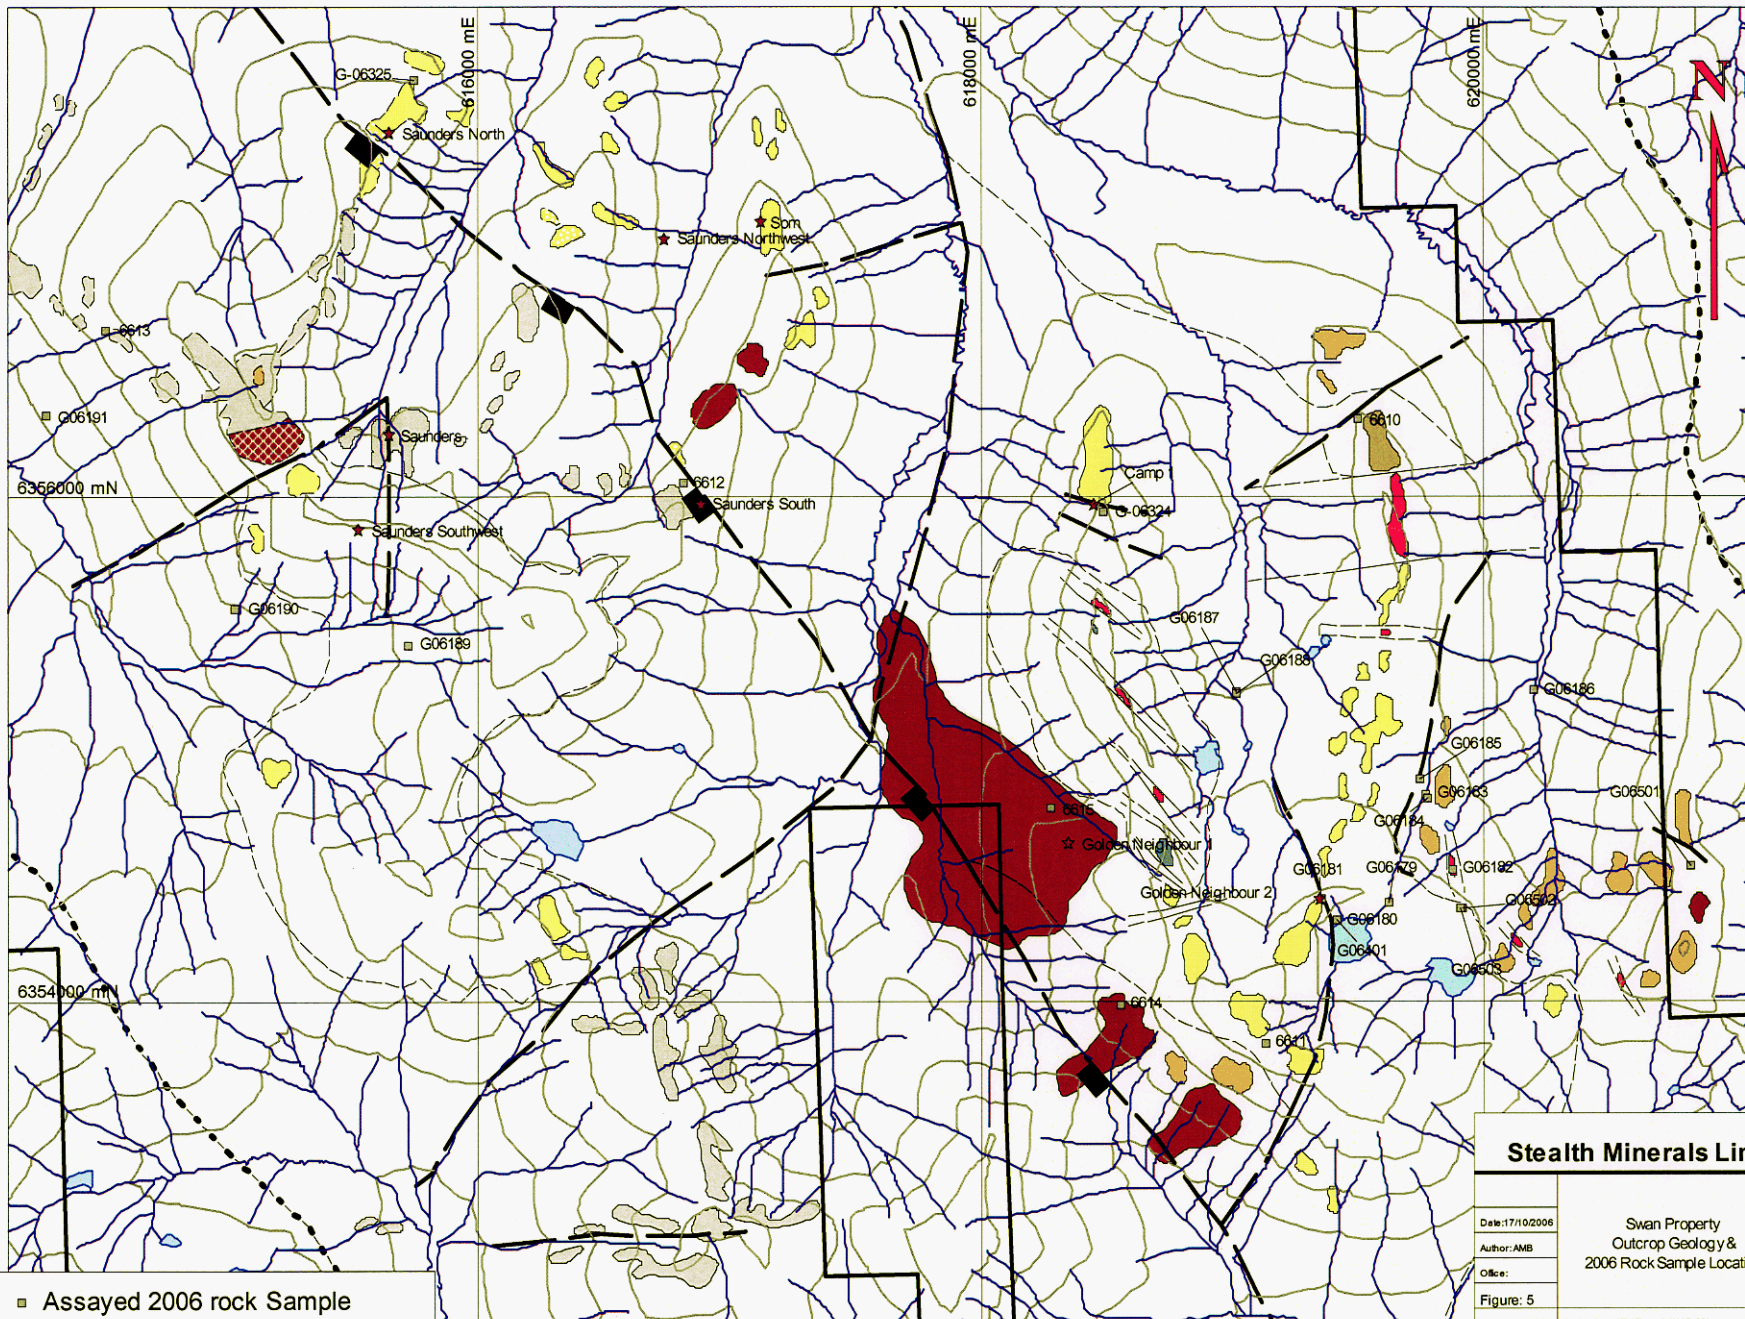 616000 mE
618000 mE
620000 mE
N
G-06325
Saunders North
Som
Saunders Northwest
6613
G06191
6610
Saunders
Camp 1
6356000 mN
6612
Saunders South
G-06324
Saunders Southwest
G06190
G06187
G06189
G06188
G06186
G06185
G06183
G06501
6615
G06184
Golden Neighbour 1
G06181
G06179
G06182
Golden Neighbour 2
G06502
G06180
G06401
G06503
6354000 mN
6614
6611
Stealth Minerals Lim
Date:17/10/2006
Author: AMB
Office:
Figure: 5
Swan Property
Outcrop Geology &
2006 Rock Sample Locati
Assayed 2006 rock Sample